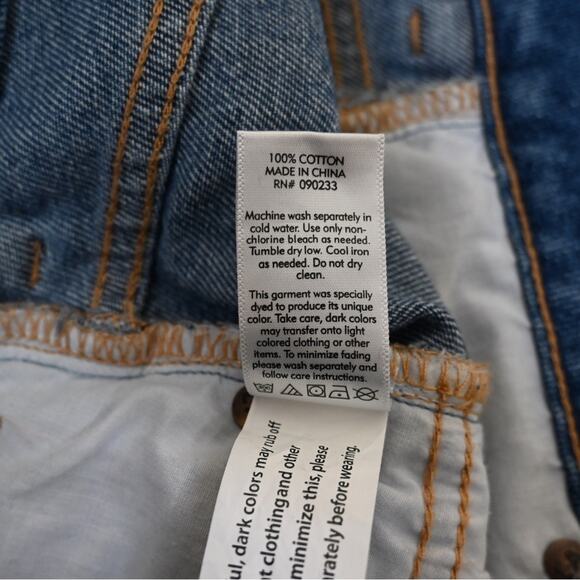 100% COTTON
MADE IN CHINA
RN# 090233
Machine wash separately in
cold water. Use only non-
chlorine bleach as needed.
Tumble dry low. Cool iron
as needed. Do not dry
clean.
This garment was specially
dyed to produce its unique
color. Take care, dark colors
may transfer onto light
colored clothing or other
items. To minimize fading
please wash separately and
follow care instructions.
ul, dark colors may rub off
t clothing and other
minimize this, please
arately before wearing.